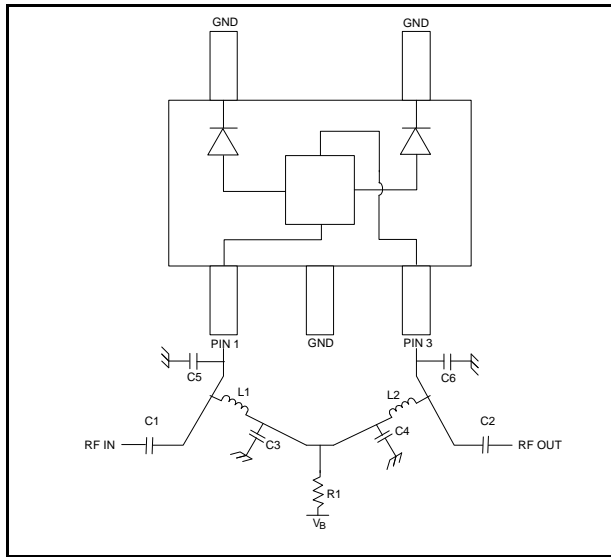 GND GND
PIN 1 GND PIN 3
C5 C6
L1 L2
C1 C3 C4 C2
RF IN RF OUT
R1
VB